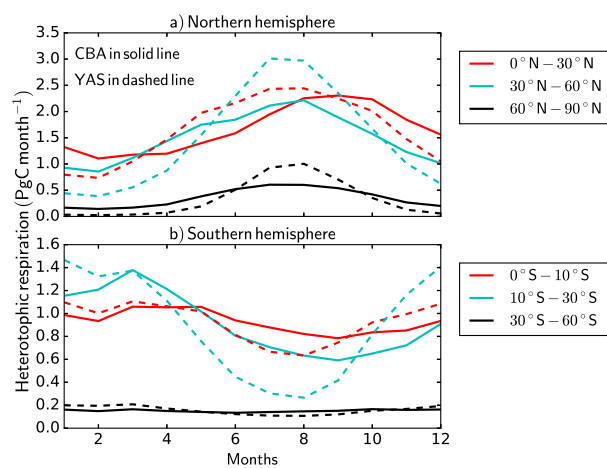 a) Northern hemisphere
CBA in solid line
YAS in dashed line
3.5
3.0
2.5
2.0
1.5
1.0
0.5
0.0
0°N − 30°N
30°N − 60°N
60°N − 90°N
Heterotophic respiration (PgC month⁻¹)
b) Southern hemisphere
1.6
1.4
1.2
1.0
0.8
0.6
0.4
0.2
0.0
2 4 6 8 10 12
Months
0°S − 10°S
10°S − 30°S
30°S − 60°S